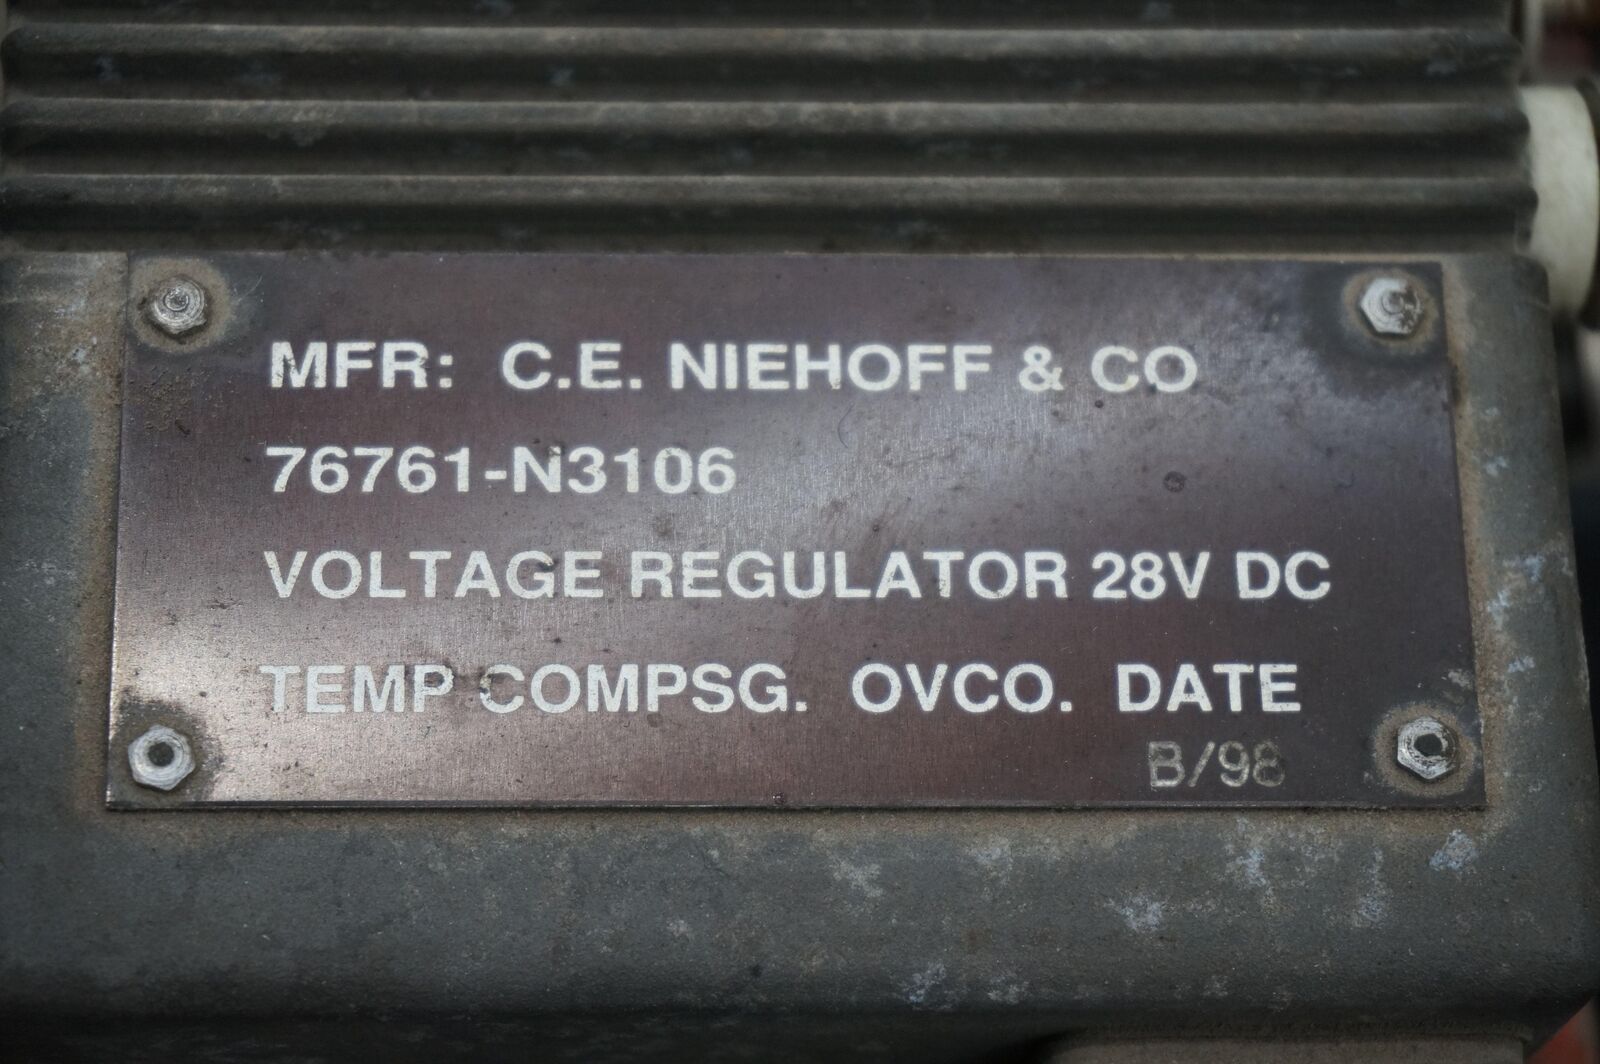 MFR: C.E. NIEHOFF & CO
76761-N3106
VOLTAGE REGULATOR 28V DC
TEMP COMPSG. OVCO. DATE
B/98